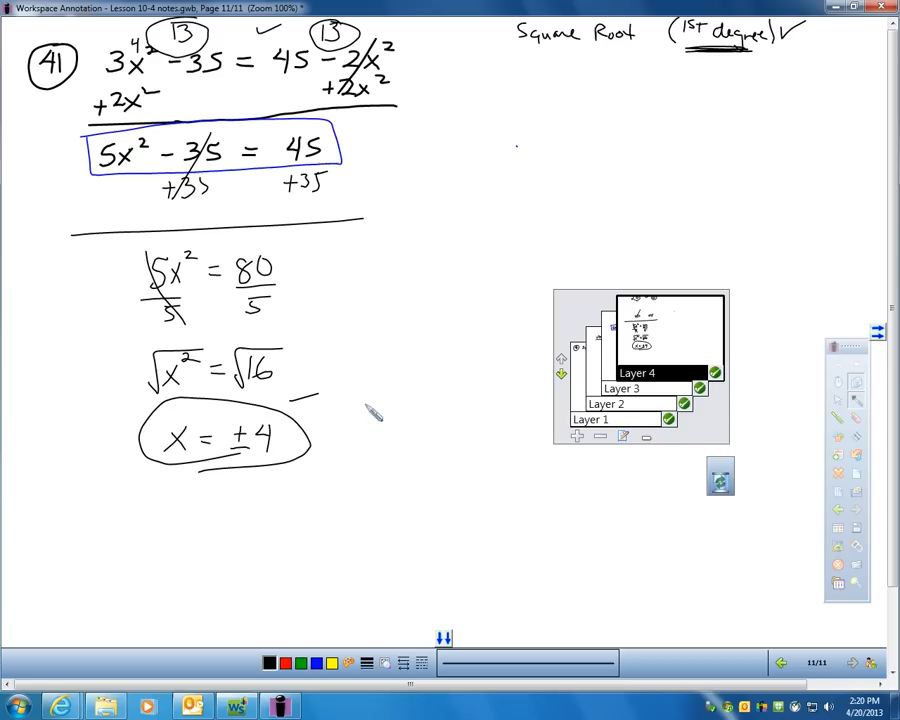 Workspace Annotation - Lesson 10-4 notes.gwb, Page 11/11 (Zoom 100%) *
13 13
Square Root (1st degree) ✓
41 3x² - 35 = 45 - 2x²
4
+2x² +2x²
5x² - 35 = 45
+35 +35
5x² = 80
5 5
√x² = √16
x = ±4
Layer 4
Layer 3
Layer 2
Layer 1
11/11
2:20 PM
4/20/2013